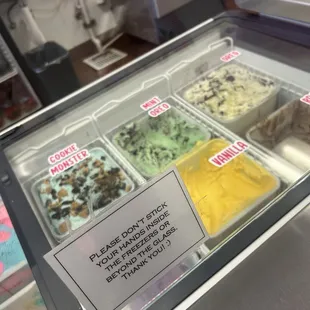 COOKIE
MONSTER
MINT
OREO
VANILLA
PLEASE DON'T STICK
YOUR HANDS INSIDE
THE FREEZERS OR
BEYOND THE GLASS.
THANK YOU! :)